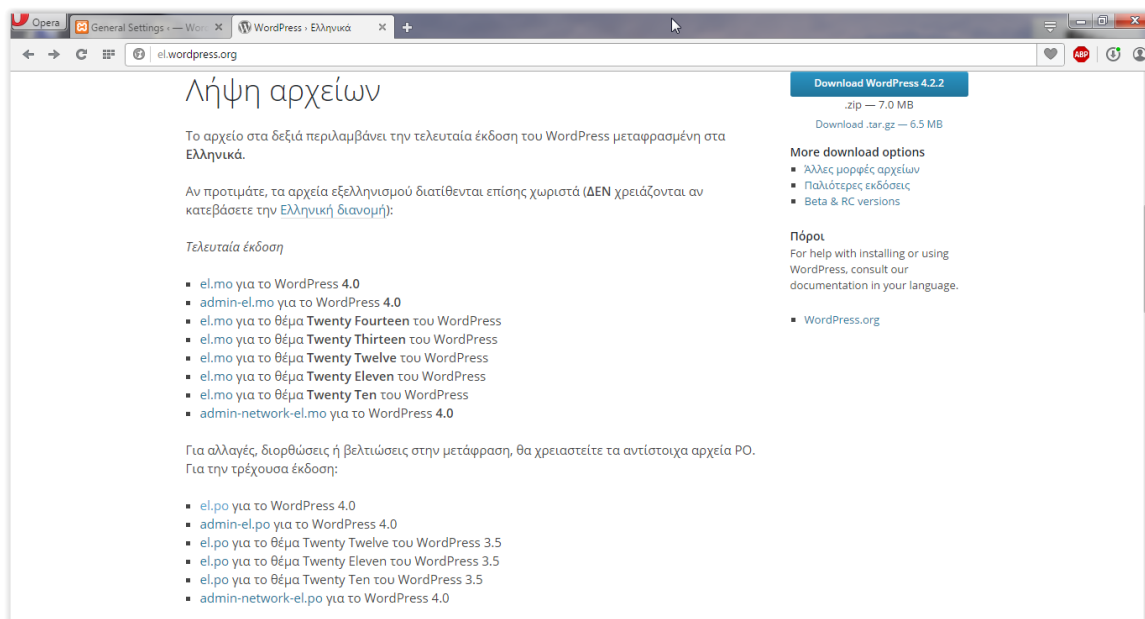 Opera
General Settings ‹ — Wor
WordPress › Ελληνικά
el.wordpress.org
ABP
Λήψη αρχείων
Το αρχείο στα δεξιά περιλαμβάνει την τελευταία έκδοση του WordPress μεταφρασμένη στα
Ελληνικά.
Αν προτιμάτε, τα αρχεία εξελληνισμού διατίθενται επίσης χωριστά (ΔΕΝ χρειάζονται αν
κατεβάσετε την Ελληνική διανομή):
Τελευταία έκδοση
el.mo για το WordPress 4.0
admin-el.mo για το WordPress 4.0
el.mo για το θέμα Twenty Fourteen του WordPress
el.mo για το θέμα Twenty Thirteen του WordPress
el.mo για το θέμα Twenty Twelve του WordPress
el.mo για το θέμα Twenty Eleven του WordPress
el.mo για το θέμα Twenty Ten του WordPress
admin-network-el.mo για το WordPress 4.0
Για αλλαγές, διορθώσεις ή βελτιώσεις στην μετάφραση, θα χρειαστείτε τα αντίστοιχα αρχεία PO.
Για την τρέχουσα έκδοση:
el.po για το WordPress 4.0
admin-el.po για το WordPress 4.0
el.po για το θέμα Twenty Twelve του WordPress 3.5
el.po για το θέμα Twenty Eleven του WordPress 3.5
el.po για το θέμα Twenty Ten του WordPress 3.5
admin-network-el.po για το WordPress 4.0
Download WordPress 4.2.2
.zip — 7.0 MB
Download .tar.gz — 6.5 MB
More download options
Άλλες μορφές αρχείων
Παλιότερες εκδόσεις
Beta & RC versions
Πόροι
For help with installing or using
WordPress, consult our
documentation in your language.
WordPress.org